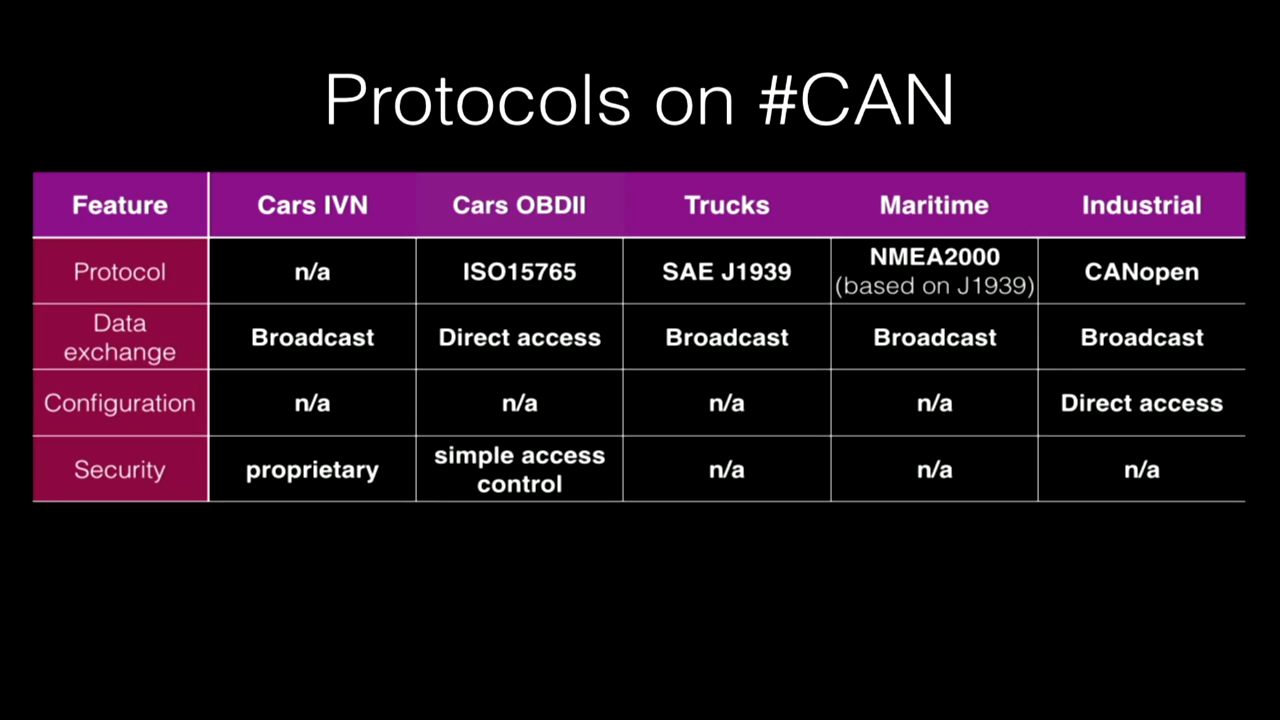 Protocols on #CAN
Feature Cars IVN Cars OBDII Trucks Maritime Industrial
Protocol n/a ISO15765 SAE J1939 NMEA2000 (based on J1939) CANopen
Data exchange Broadcast Direct access Broadcast Broadcast Broadcast
Configuration n/a n/a n/a n/a Direct access
Security proprietary simple access control n/a n/a n/a